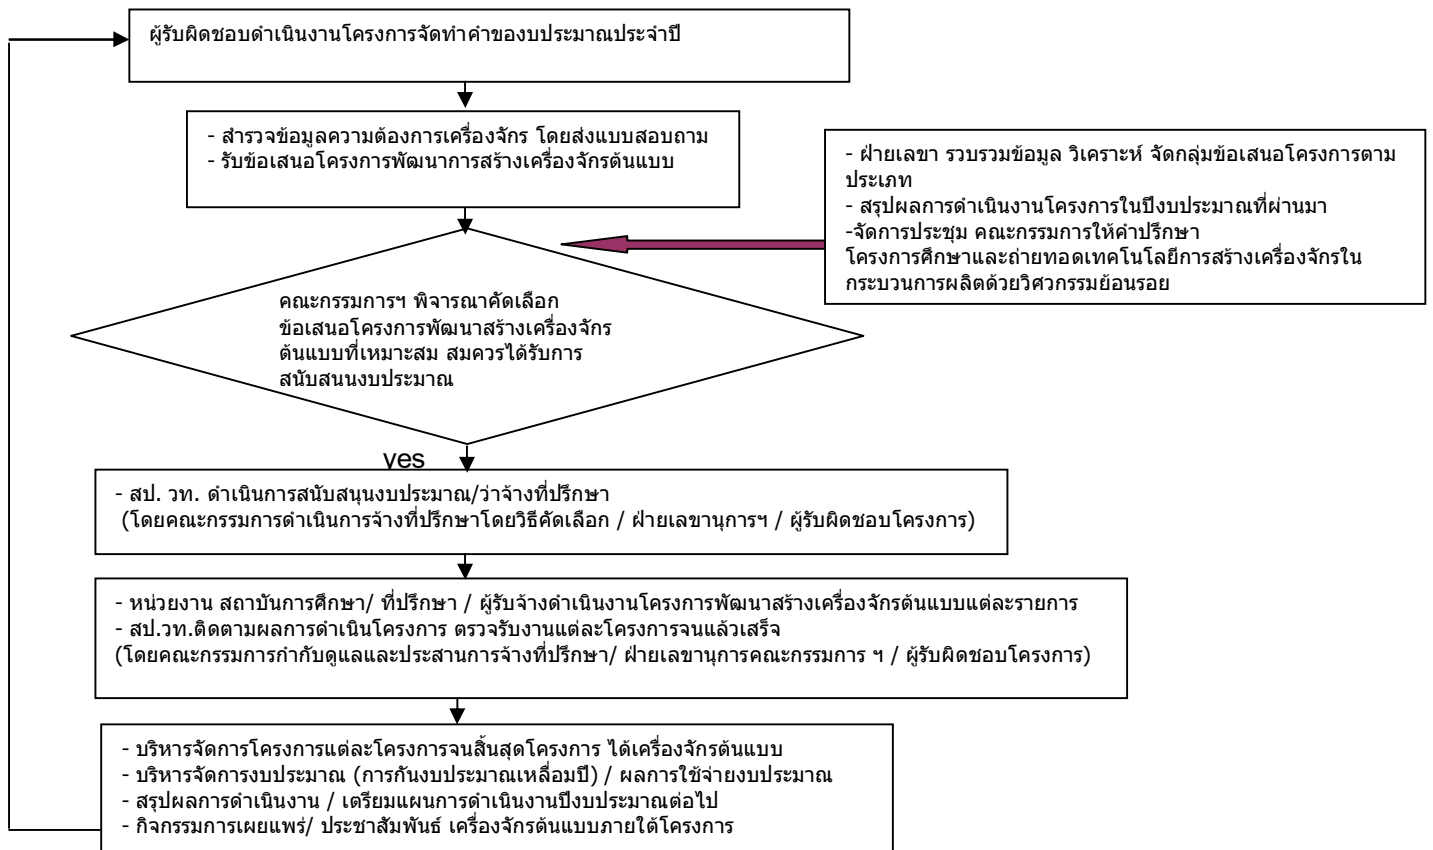 ผู้รับผิดชอบดำเนินงานโครงการจัดทำคำของบประมาณประจำปี
- สำรวจข้อมูลความต้องการเครื่องจักร โดยส่งแบบสอบถาม
- รับข้อเสนอโครงการพัฒนาการสร้างเครื่องจักรต้นแบบ
- ฝ่ายเลขา รวบรวมข้อมูล วิเคราะห์ จัดกลุ่มข้อเสนอโครงการตาม
ประเภท
- สรุปผลการดำเนินงานโครงการในปีงบประมาณที่ผ่านมา
-จัดการประชุม คณะกรรมการให้คำปรึกษา
โครงการศึกษาและถ่ายทอดเทคโนโลยีการสร้างเครื่องจักรใน
กระบวนการผลิตด้วยวิศวกรรมย้อนรอย
คณะกรรมการฯ พิจารณาคัดเลือก
ข้อเสนอโครงการพัฒนาสร้างเครื่องจักร
ต้นแบบที่เหมาะสม สมควรได้รับการ
สนับสนนงบประมาณ
yes
- สป. วท. ดำเนินการสนับสนุนงบประมาณ/ว่าจ้างที่ปรึกษา
(โดยคณะกรรมการดำเนินการจ้างที่ปรึกษาโดยวิธีคัดเลือก / ฝ่ายเลขานุการฯ / ผู้รับผิดชอบโครงการ)
- หน่วยงาน สถาบันการศึกษา/ ที่ปรึกษา / ผู้รับจ้างดำเนินงานโครงการพัฒนาสร้างเครื่องจักรต้นแบบแต่ละรายการ
- สป.วท.ติดตามผลการดำเนินโครงการ ตรวจรับงานแต่ละโครงการจนแล้วเสร็จ
(โดยคณะกรรมการกำกับดูแลและประสานการจ้างที่ปรึกษา/ ฝ่ายเลขานุการคณะกรรมการ ฯ / ผู้รับผิดชอบโครงการ)
- บริหารจัดการโครงการแต่ละโครงการจนสิ้นสุดโครงการ ได้เครื่องจักรต้นแบบ
- บริหารจัดการงบประมาณ (การกันงบประมาณเหลื่อมปี) / ผลการใช้จ่ายงบประมาณ
- สรุปผลการดำเนินงาน / เตรียมแผนการดำเนินงานปีงบประมาณต่อไป
- กิจกรรมการเผยแพร่/ ประชาสัมพันธ์ เครื่องจักรต้นแบบภายใต้โครงการ